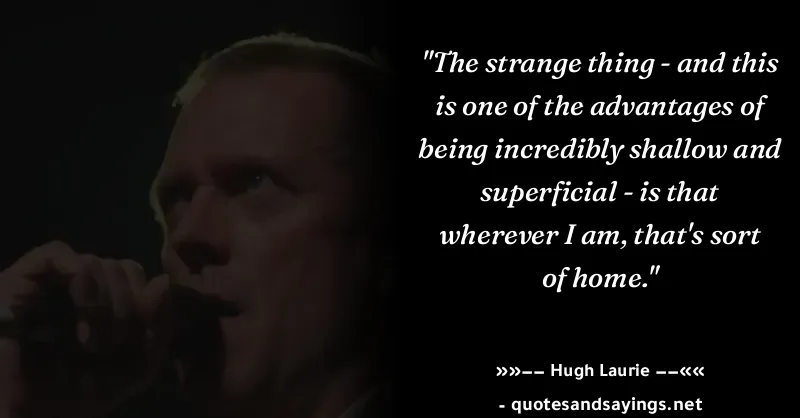 "The strange thing - and this
is one of the advantages of
being incredibly shallow and
superficial - is that
wherever I am, that's sort
of home."
»»−− Hugh Laurie −−««
- quotesandsayings.net